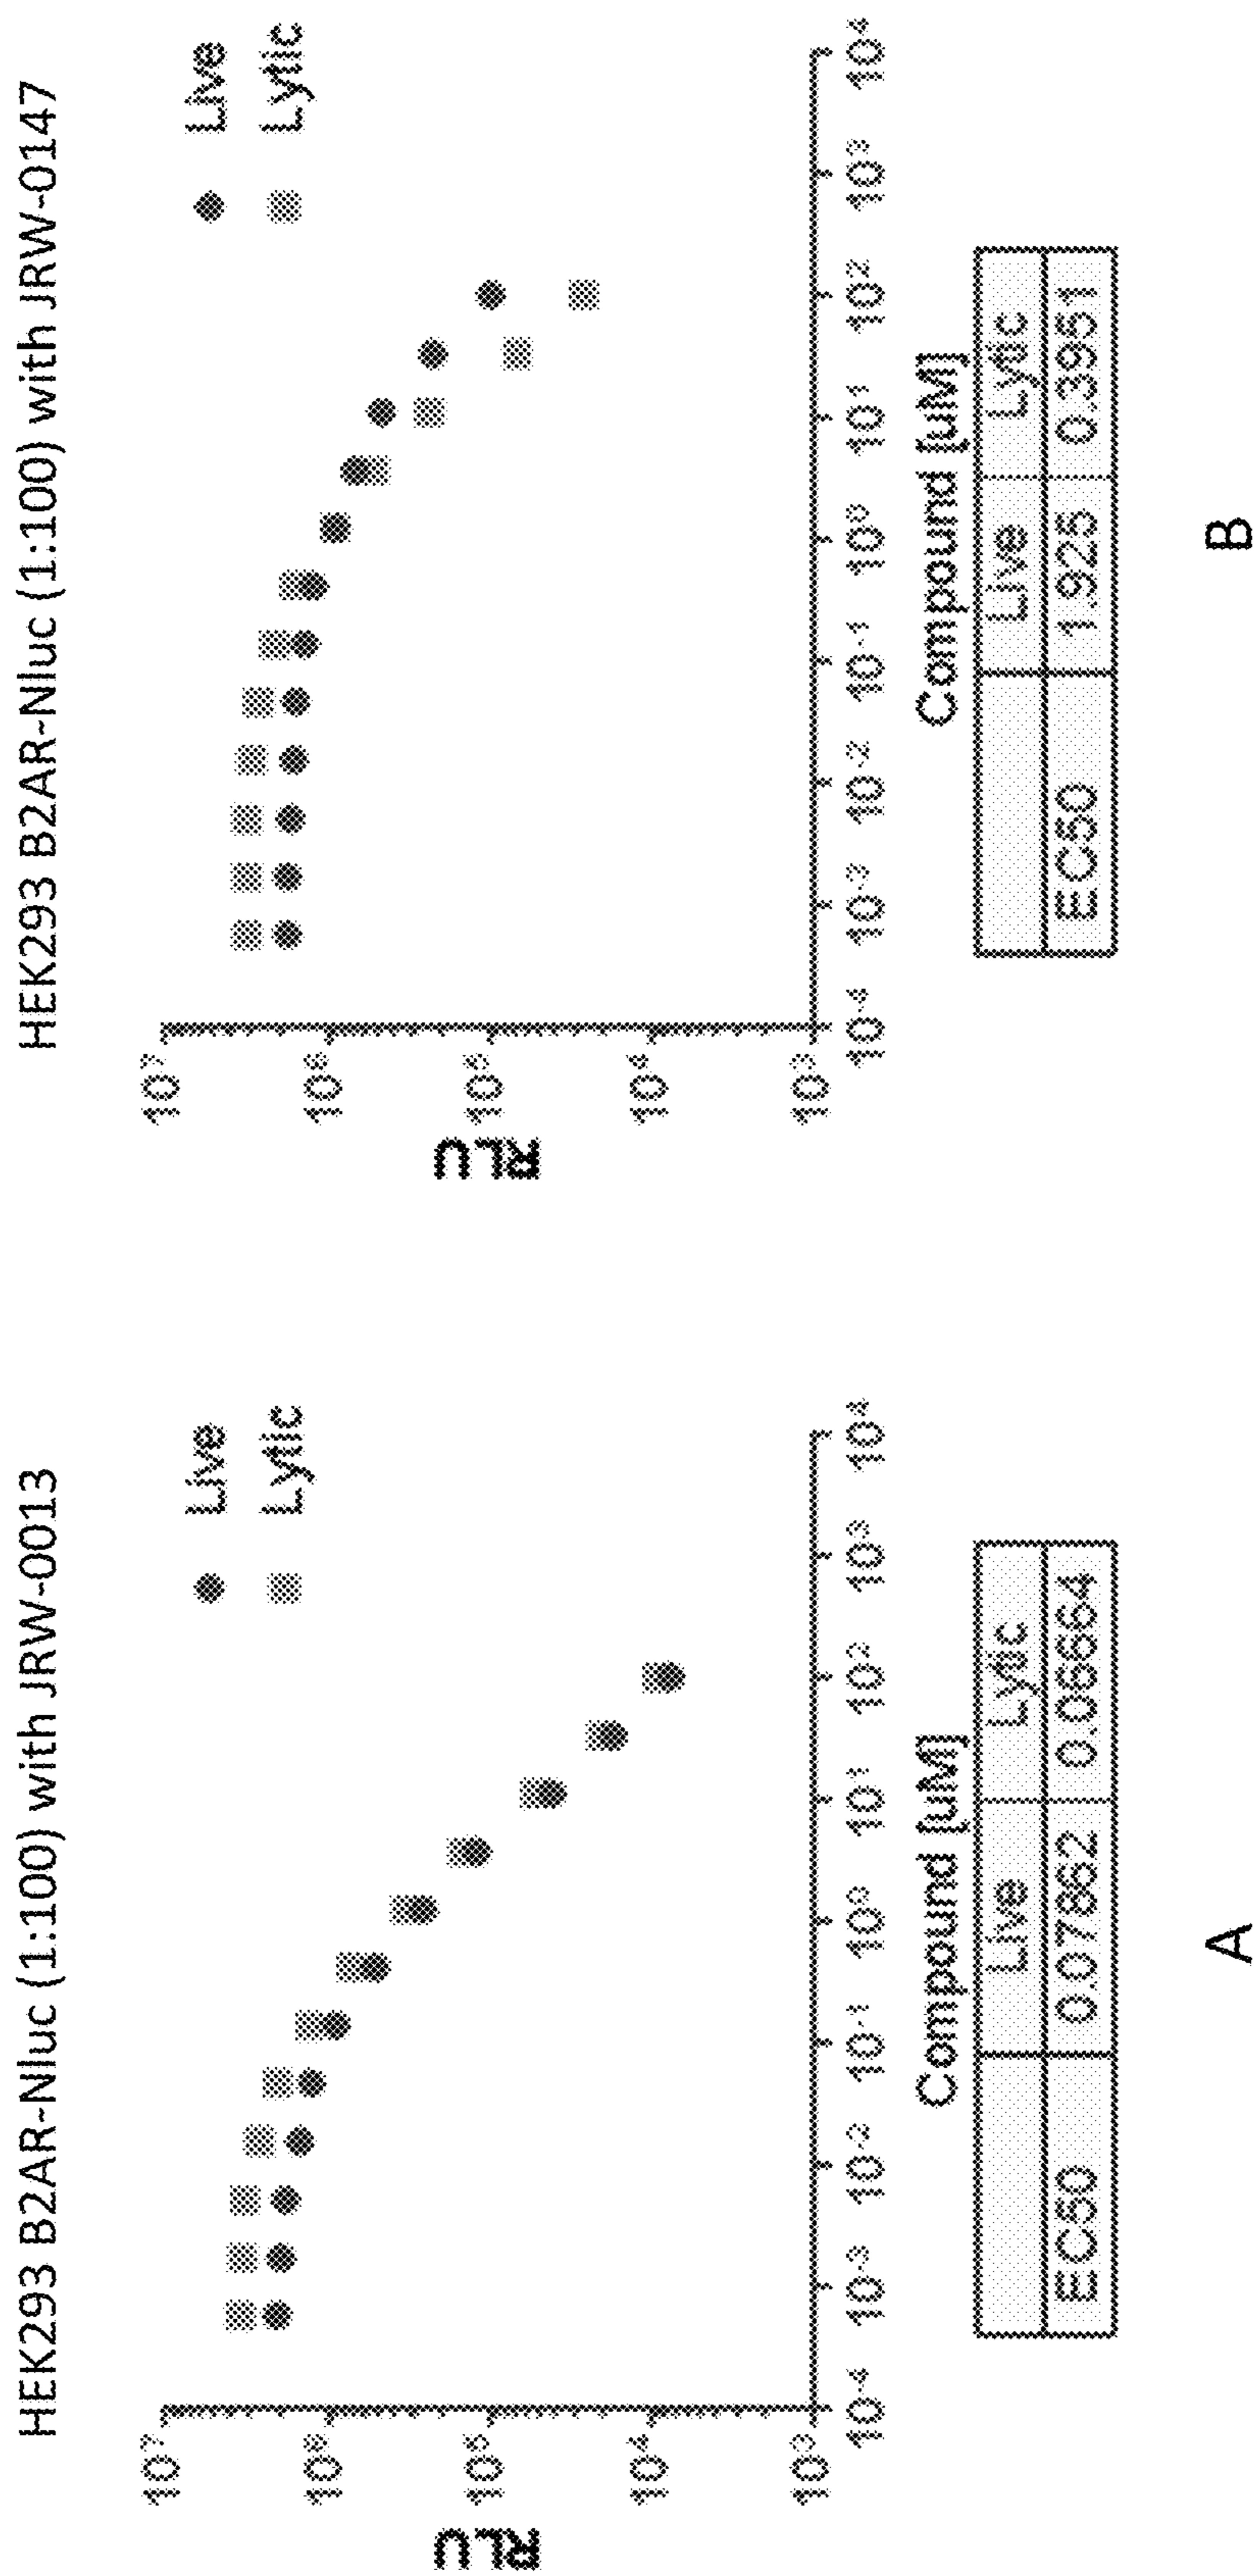 HEK293 B2AR-Nluc (1:100) with JRW-0013
Live
Lytic
RLU
10⁷
10⁶
10⁵
10⁴
10³
10⁻⁴ 10⁻³ 10⁻² 10⁻¹ 10⁰ 10¹ 10² 10³ 10⁴
Compound [uM]
Live Lytic
EC50 0.07862 0.06664
A
HEK293 B2AR-Nluc (1:100) with JRW-0147
Live
Lytic
RLU
10⁷
10⁶
10⁵
10⁴
10³
10⁻⁴ 10⁻³ 10⁻² 10⁻¹ 10⁰ 10¹ 10² 10³ 10⁴
Compound [uM]
Live Lytic
EC50 1.925 0.3951
B